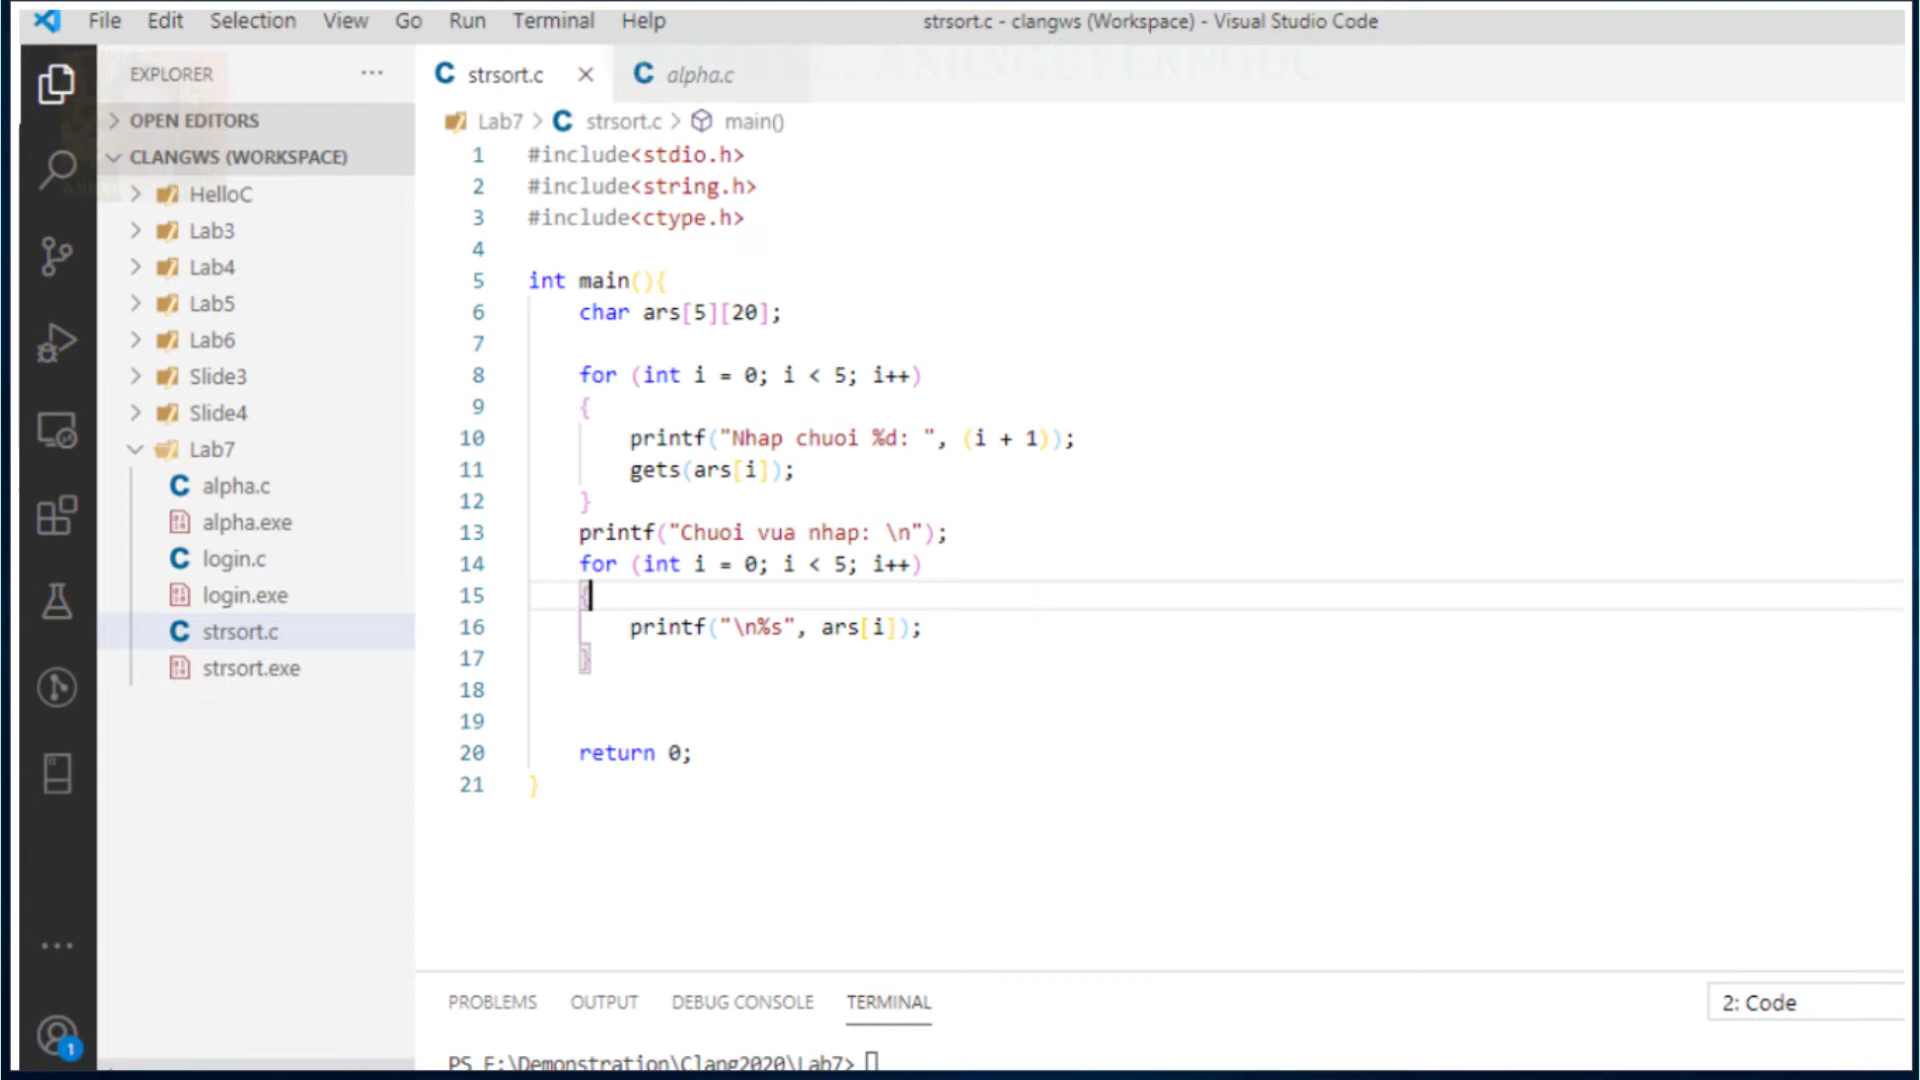 File Edit Selection View Go Run Terminal Help strsort.c - clangws (Workspace) - Visual Studio Code
EXPLORER ···
OPEN EDITORS
CLANGWS (WORKSPACE)
HelloC
Lab3
Lab4
Lab5
Lab6
Slide3
Slide4
Lab7
alpha.c
alpha.exe
login.c
login.exe
strsort.c
strsort.exe
1
strsort.c × alpha.c
Lab7 > strsort.c > main()
1 #include<stdio.h>
2 #include<string.h>
3 #include<ctype.h>
4
5 int main(){
6 char ars[5][20];
7
8 for (int i = 0; i < 5; i++)
9 {
10 printf("Nhap chuoi %d: ", (i + 1));
11 gets(ars[i]);
12 }
13 printf("Chuoi vua nhap: \n");
14 for (int i = 0; i < 5; i++)
15 {
16 printf("\n%s", ars[i]);
17 }
18
19
20 return 0;
21 }
PROBLEMS OUTPUT DEBUG CONSOLE TERMINAL 2: Code
PS E:\Demonstration\Clang2020\Lab7>